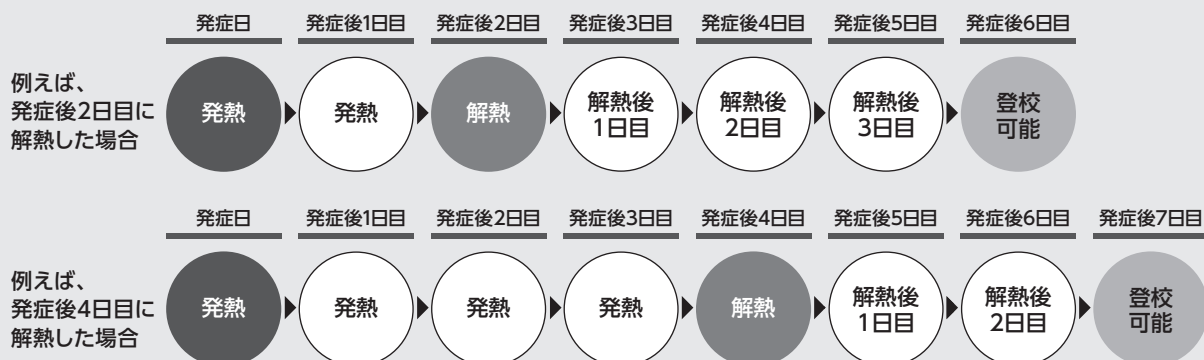 発症日 発症後1日目 発症後2日目 発症後3日目 発症後4日目 発症後5日目 発症後6日目
例えば、
発症後2日目に
解熱した場合
発熱 発熱 解熱 解熱後 解熱後 解熱後 登校
1日目 2日目 3日目 可能
発症日 発症後1日目 発症後2日目 発症後3日目 発症後4日目 発症後5日目 発症後6日目 発症後7日目
例えば、
発症後4日目に
解熱した場合
発熱 発熱 発熱 発熱 解熱 解熱後 解熱後 登校
1日目 2日目 可能